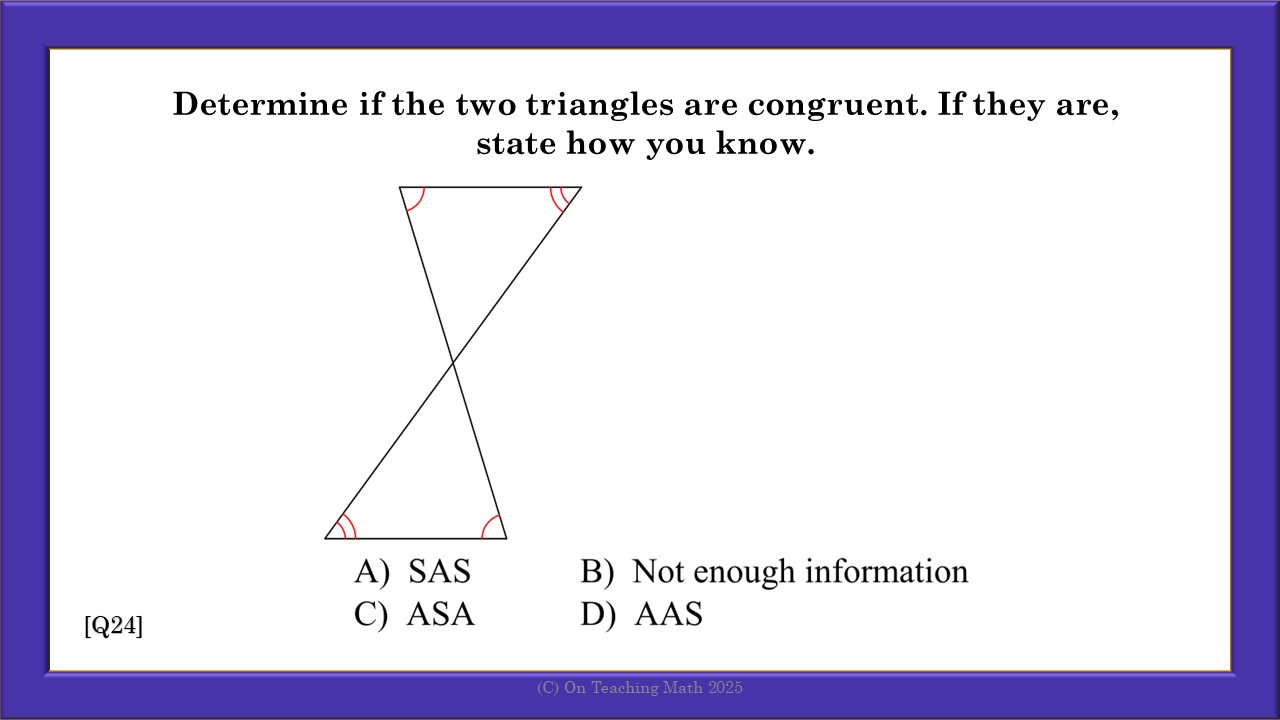 Determine if the two triangles are congruent. If they are,
state how you know.
A) SAS B) Not enough information
C) ASA D) AAS
[Q24]
(C) On Teaching Math 2025